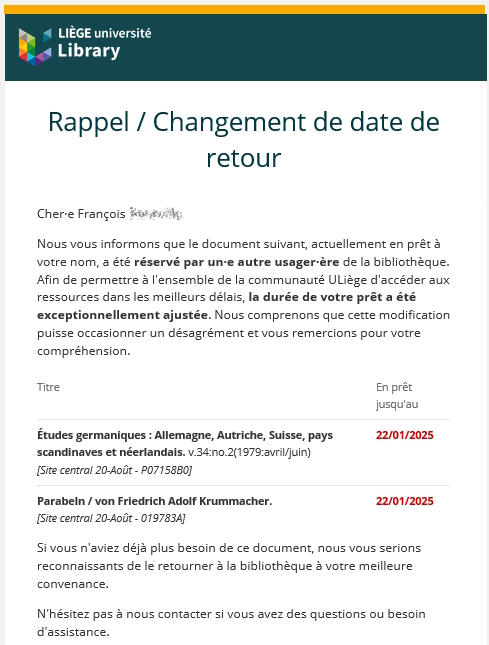 LIÈGE université
Library
Rappel / Changement de date de
retour
Cher·e François
Nous vous informons que le document suivant, actuellement en prêt à
votre nom, a été réservé par un·e autre usager·ère de la bibliothèque.
Afin de permettre à l'ensemble de la communauté ULiège d'accéder aux
ressources dans les meilleurs délais, la durée de votre prêt a été
exceptionnellement ajustée. Nous comprenons que cette modification
puisse occasionner un désagrément et vous remercions pour votre
compréhension.
Titre
En prêt
jusqu'au
Études germaniques : Allemagne, Autriche, Suisse, pays
scandinaves et néerlandais. v.34:no.2(1979:avril/juin)
[Site central 20-Août - P07158B0]
22/01/2025
Parabeln / von Friedrich Adolf Krummacher.
[Site central 20-Août - 019783A]
22/01/2025
Si vous n'aviez déjà plus besoin de ce document, nous vous serions
reconnaissants de le retourner à la bibliothèque à votre meilleure
convenance.
N'hésitez pas à nous contacter si vous avez des questions ou besoin
d'assistance.